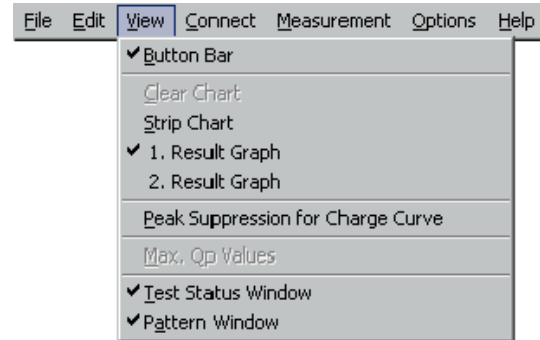 File Edit View Connect Measurement Options Help
Button Bar
Clear Chart
Strip Chart
1. Result Graph
2. Result Graph
Peak Suppression for Charge Curve
Max. Qp Values
Test Status Window
Pattern Window